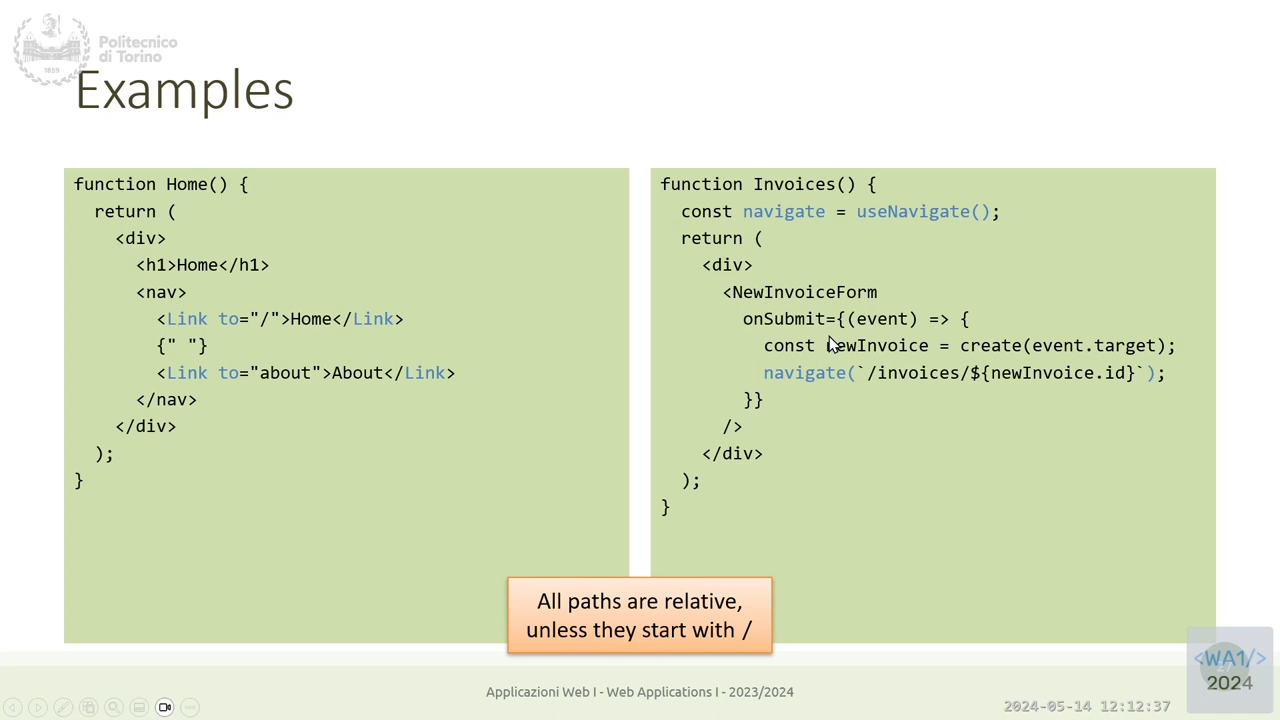 Politecnico
di Torino
1859
Examples
function Home() {
  return (
    <div>
      <h1>Home</h1>
      <nav>
        <Link to="/">Home</Link>
        {" "}
        <Link to="about">About</Link>
      </nav>
    </div>
  );
}
function Invoices() {
  const navigate = useNavigate();
  return (
    <div>
      <NewInvoiceForm
        onSubmit={(event) => {
          const newInvoice = create(event.target);
          navigate(`/invoices/${newInvoice.id}`);
        }}
      />
    </div>
  );
}
All paths are relative,
unless they start with /
Applicazioni Web I - Web Applications I - 2023/2024
<WA1/>
2024
2024-05-14 12:12:37